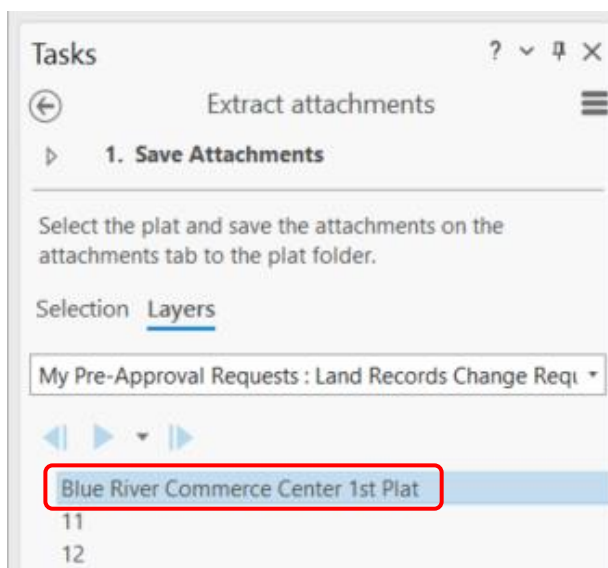 Tasks ?
Extract attachments
1. Save Attachments
Select the plat and save the attachments on the
attachments tab to the plat folder.
Selection Layers
My Pre-Approval Requests : Land Records Change Requ
Blue River Commerce Center 1st Plat
11
12